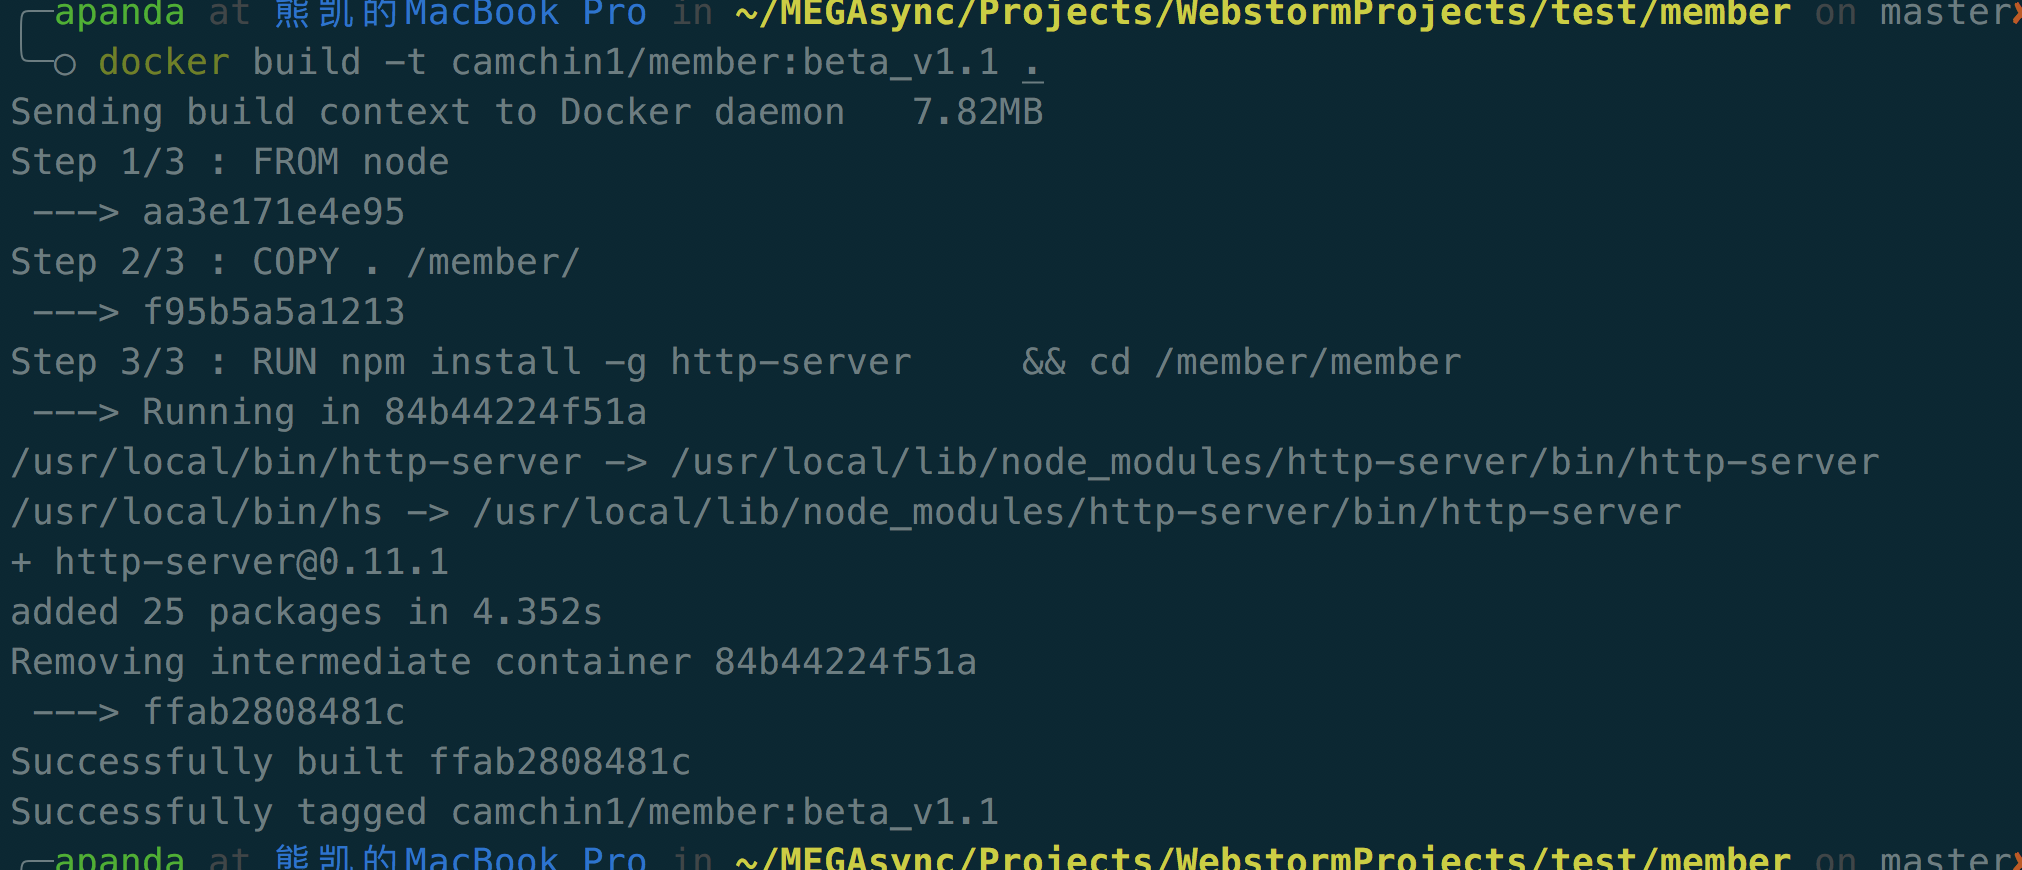 apanda at 熊凯的MacBook Pro in ~/MEGAsync/Projects/WebstormProjects/test/member on master✗
○ docker build -t camchin1/member:beta_v1.1 .
Sending build context to Docker daemon   7.82MB
Step 1/3 : FROM node
 ---> aa3e171e4e95
Step 2/3 : COPY . /member/
 ---> f95b5a5a1213
Step 3/3 : RUN npm install -g http-server     && cd /member/member
 ---> Running in 84b44224f51a
/usr/local/bin/http-server -> /usr/local/lib/node_modules/http-server/bin/http-server
/usr/local/bin/hs -> /usr/local/lib/node_modules/http-server/bin/http-server
+ http-server@0.11.1
added 25 packages in 4.352s
Removing intermediate container 84b44224f51a
 ---> ffab2808481c
Successfully built ffab2808481c
Successfully tagged camchin1/member:beta_v1.1
apanda at 熊凯的MacBook Pro in ~/MEGAsync/Projects/WebstormProjects/test/member on master✗